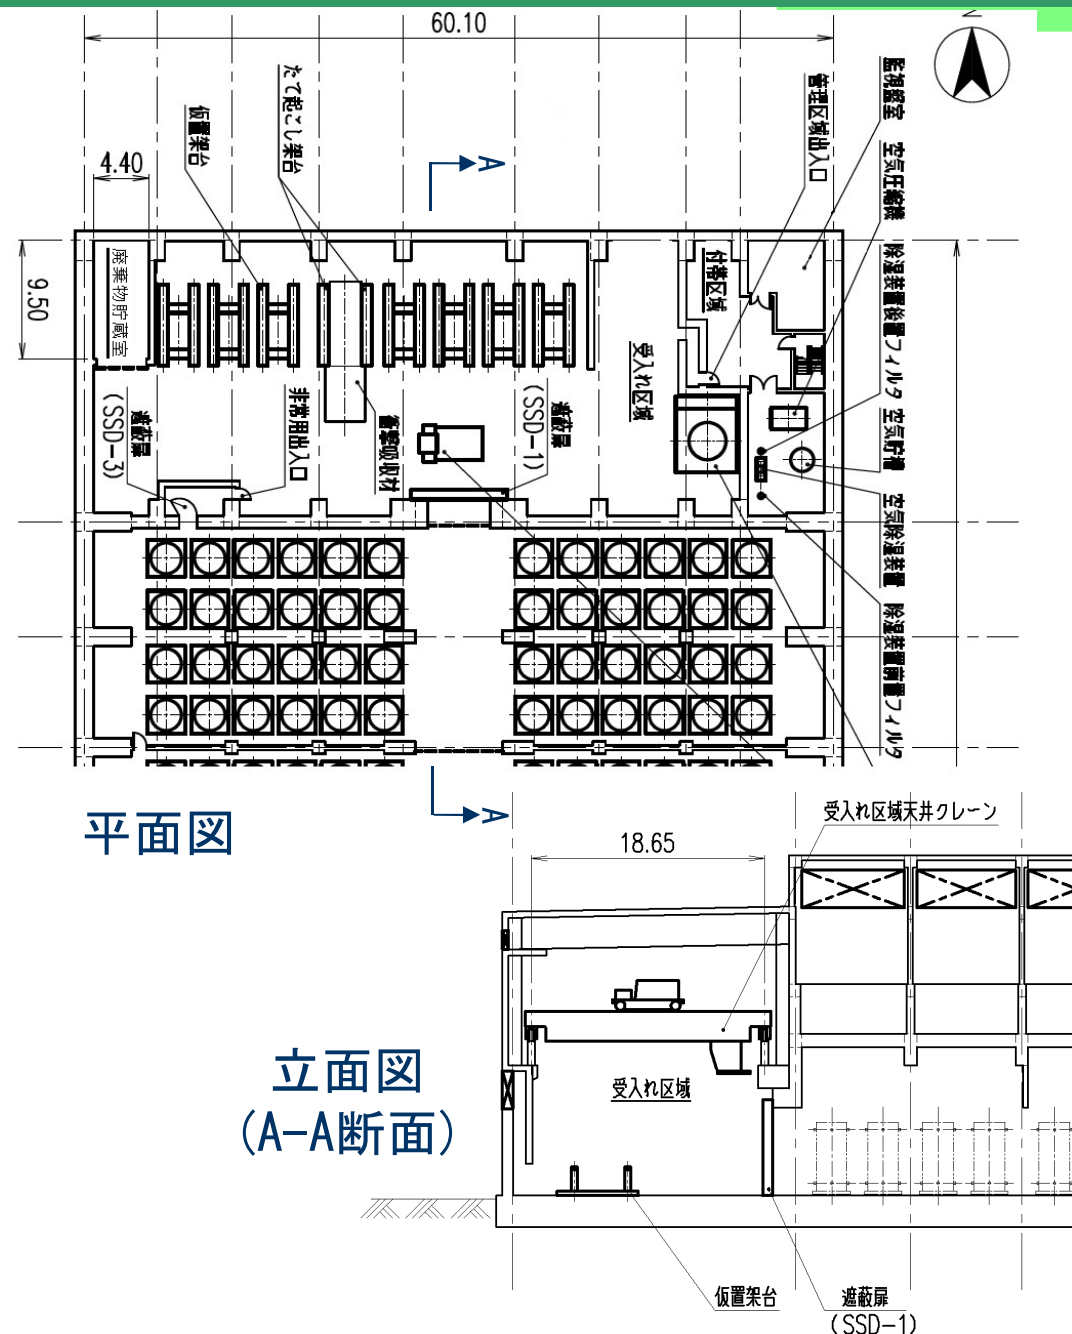 60.10
N
たて起こし架台
仮置架台
4.40
A
管理区域出入口
監視盤室
空気圧縮機
除湿装置後置フィルタ
空気貯槽
空気除湿装置
除湿装置前置フィルタ
9.50
廃棄物貯蔵室
付帯区域
受入れ区域
遮蔽扉
(SSD-3)
非常用出入口
衝撃吸収材
遮蔽扉
(SSD-1)
A
平面図
受入れ区域天井クレーン
18.65
立面図
(A-A断面)
受入れ区域
仮置架台
遮蔽扉
(SSD-1)